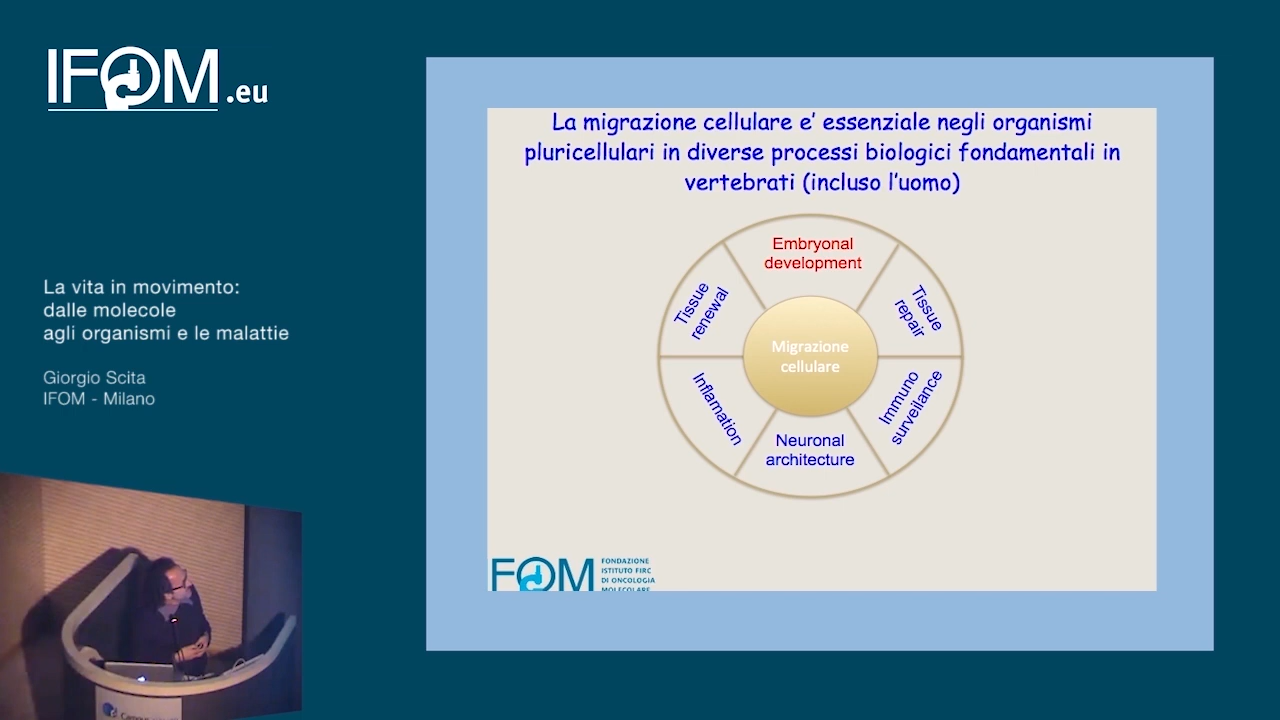 IFOM.eu
La vita in movimento:
dalle molecole
agli organismi e le malattie
Giorgio Scita
IFOM - Milano
La migrazione cellulare e' essenziale negli organismi
pluricellulari in diverse processi biologici fondamentali in
vertebrati (incluso l'uomo)
Embryonal
development
Tissue
renewal
Tissue
repair
Migrazione
cellulare
Inflamation
Immuno
surveilance
Neuronal
architecture
FOM
FONDAZIONE
ISTITUTO FIRC
DI ONCOLOGIA
MOLECOLARE